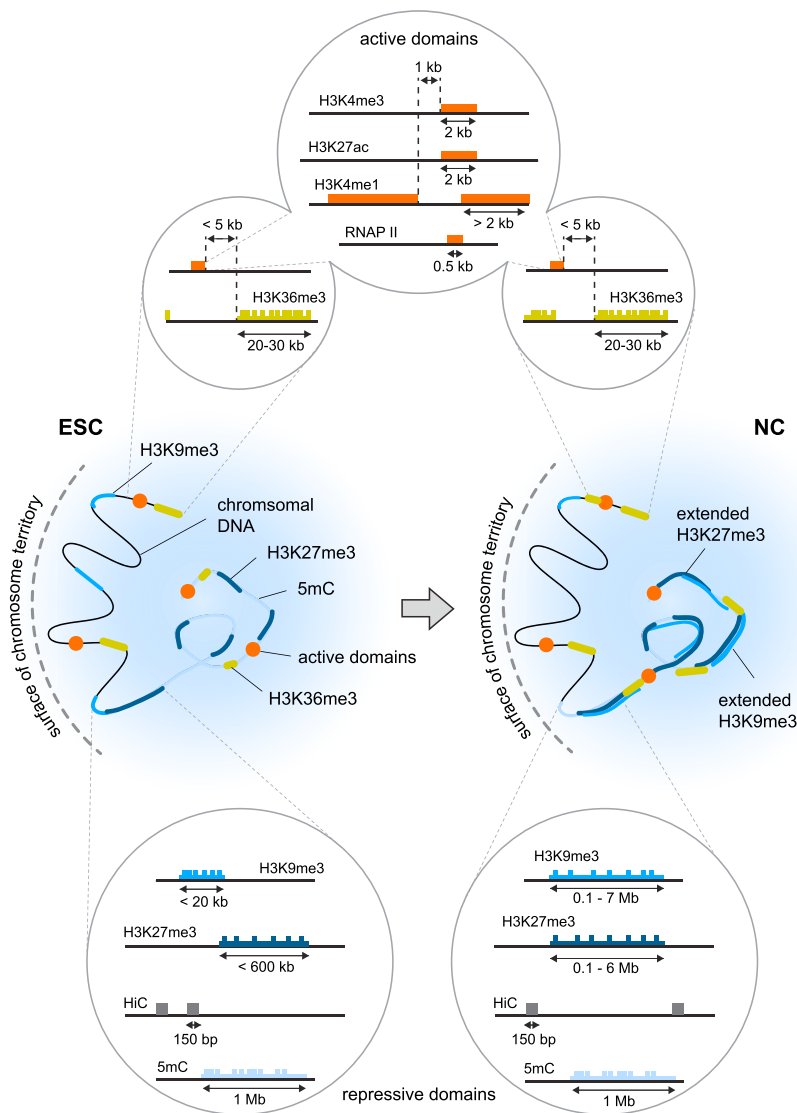 active domains
1 kb
H3K4me3
2 kb
H3K27ac
2 kb
H3K4me1
> 2 kb
RNAP II
0.5 kb
< 5 kb
H3K36me3
20-30 kb
< 5 kb
H3K36me3
20-30 kb
ESC
H3K9me3
chromsomal
DNA
H3K27me3
5mC
active domains
H3K36me3
surface of chromosome territory
NC
extended
H3K27me3
extended
H3K9me3
surface of chromosome territory
H3K9me3
< 20 kb
H3K27me3
< 600 kb
HiC
150 bp
5mC
1 Mb
H3K9me3
0.1 - 7 Mb
H3K27me3
0.1 - 6 Mb
HiC
150 bp
5mC
1 Mb
repressive domains